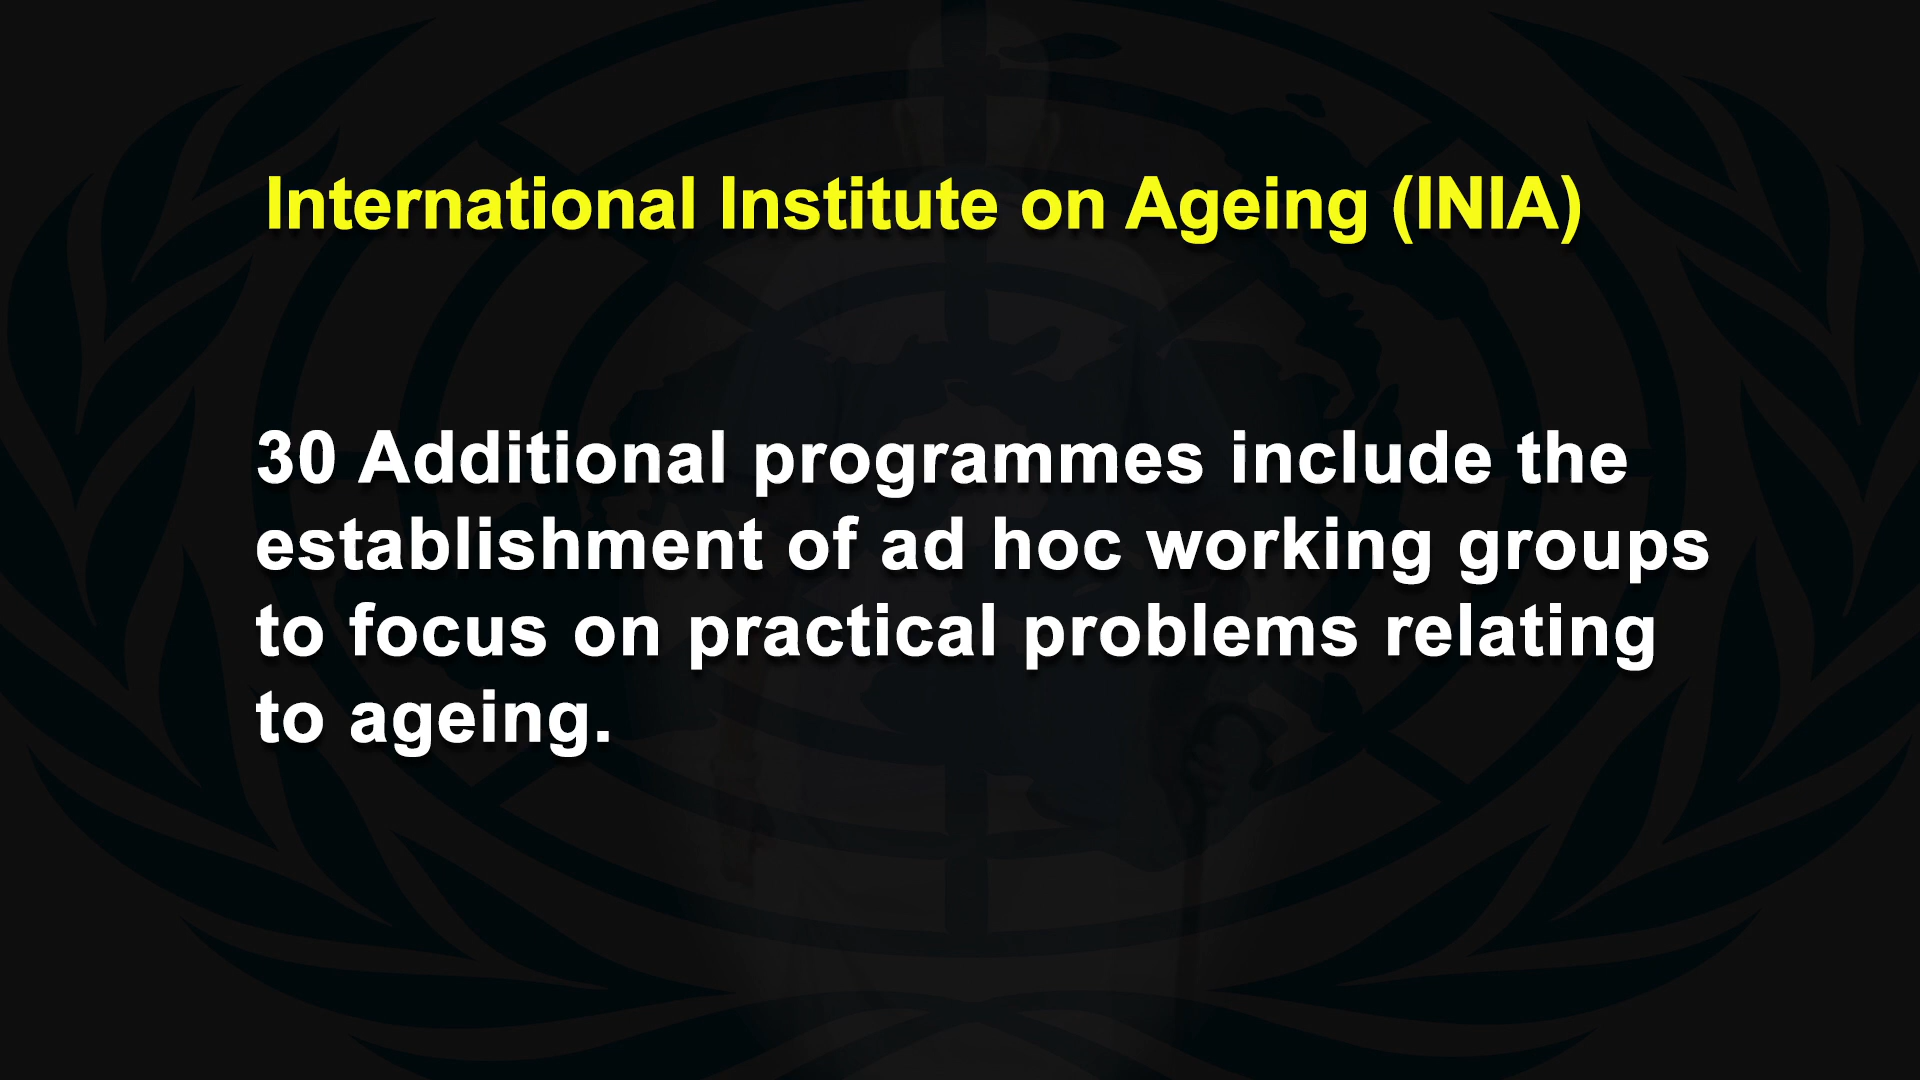 International Institute on Ageing (INIA)
30 Additional programmes include the
establishment of ad hoc working groups
to focus on practical problems relating
to ageing.